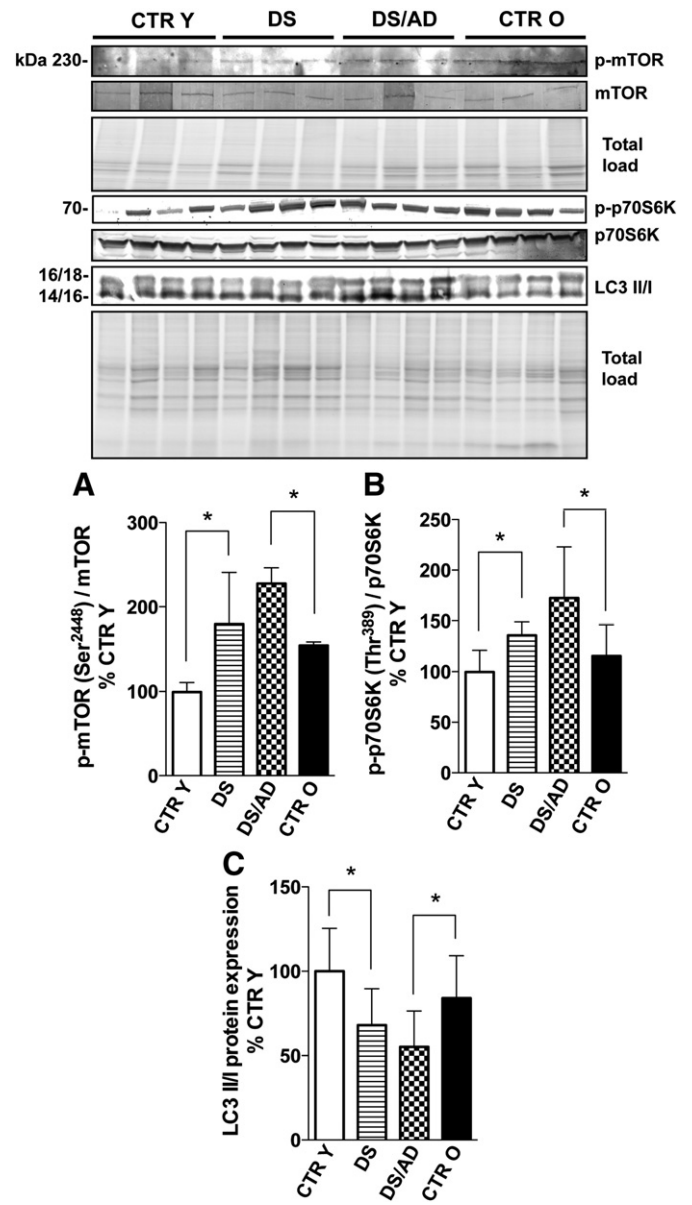 CTR Y DS DS/AD CTR O
kDa 230- p-mTOR
mTOR
Total
load
70- p-p70S6K
p70S6K
16/18-
14/16- LC3 II/I
Total
load
A
p-mTOR (Ser2448) / mTOR
% CTR Y
300
200
100
0
* *
CTR Y DS DS/AD CTR O
B
p-p70S6K (Thr389) / p70S6K
% CTR Y
250
200
150
100
50
0
* *
CTR Y DS DS/AD CTR O
C
LC3 II/I protein expression
% CTR Y
150
100
50
0
* *
CTR Y DS DS/AD CTR O